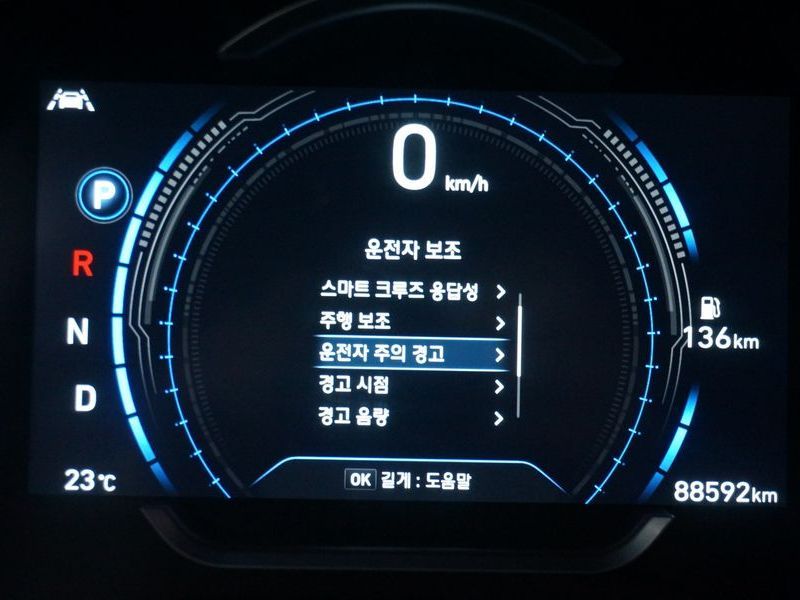 0 km/h
P
R
N
D
운전자 보조
스마트 크루즈 응답성
주행 보조
운전자 주의 경고
경고 시점
경고 음량
OK 길게 : 도움말
136km
23℃
88592km